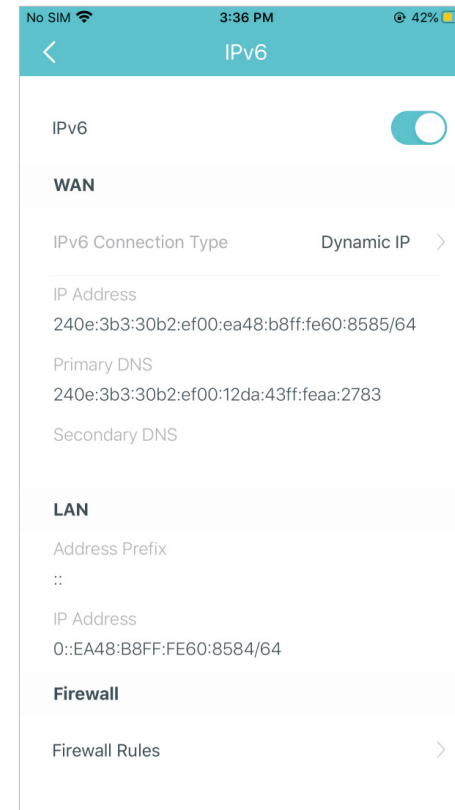 No SIM 3:36 PM 42%
IPv6
IPv6
WAN
IPv6 Connection Type Dynamic IP
IP Address
240e:3b3:30b2:ef00:ea48:b8ff:fe60:8585/64
Primary DNS
240e:3b3:30b2:ef00:12da:43ff:feaa:2783
Secondary DNS
LAN
Address Prefix
::
IP Address
0::EA48:B8FF:FE60:8584/64
Firewall
Firewall Rules